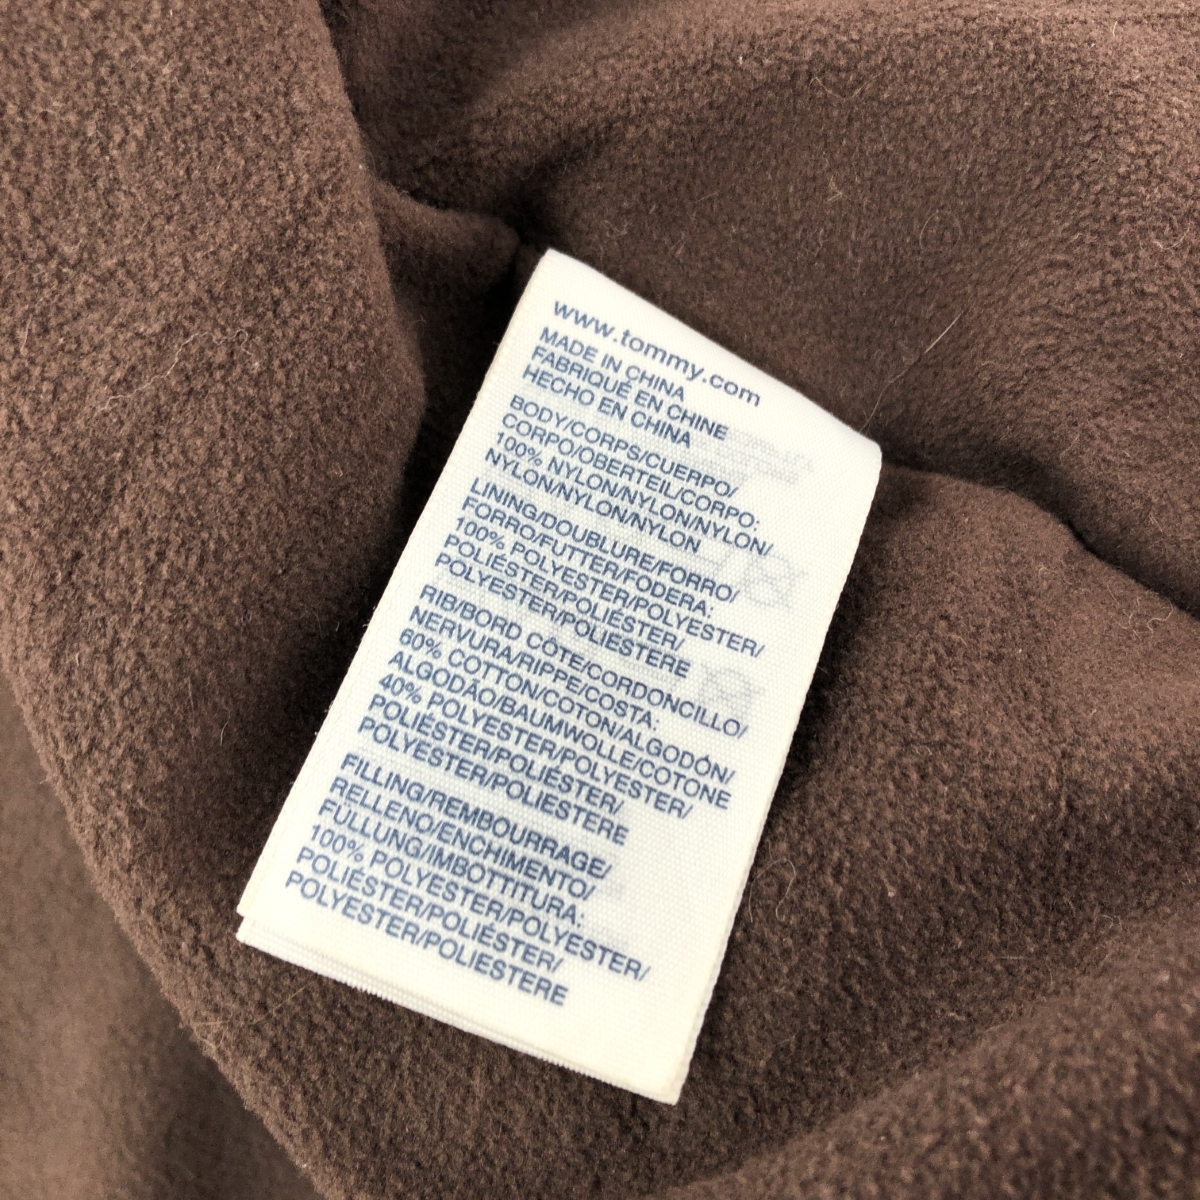 www.tommy.com
MADE IN CHINA
FABRIQUÉ EN CHINE
HECHO EN CHINA
BODY/CORPS/CUERPO/
CORPO/OBERTEIL/CORPO:
100% NYLON/NYLON/NYLON/
NYLON/NYLON/NYLON
LINING/DOUBLURE/FORRO/
FORRO/FUTTER/FODERA:
100% POLYESTER/POLYESTER/
POLIÉSTER/POLIÉSTER/
POLYESTER/POLIESTERE
RIB/BORD CÔTE/CORDONCILLO/
NERVURA/RIPPE/COSTA:
60% COTTON/COTON/ALGODÓN/
ALGODÃO/BAUMWOLLE/COTONE
40% POLYESTER/POLYESTER/
POLIÉSTER/POLIÉSTER/
POLYESTER/POLIESTERE
FILLING/REMBOURRAGE/
RELLENO/ENCHIMENTO/
FÜLLUNG/IMBOTTITURA:
100% POLYESTER/POLYESTER/
POLIÉSTER/POLIÉSTER/
POLYESTER/POLIESTERE